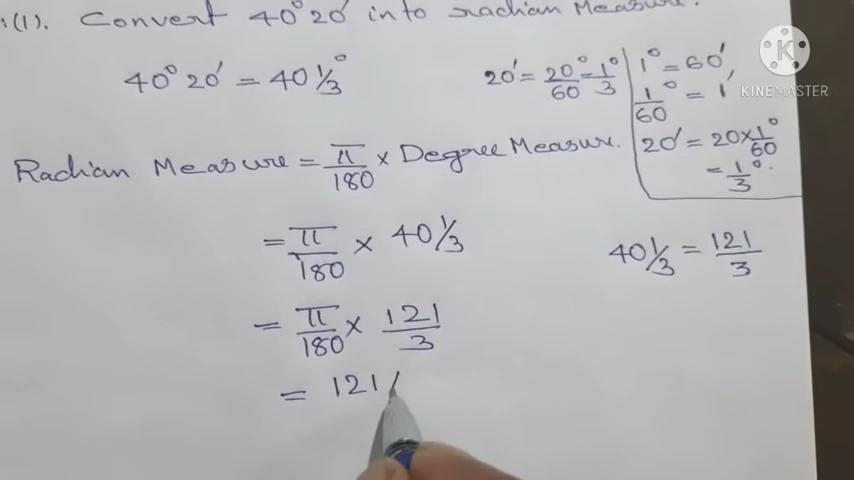 :(1). Convert 40° 20′ into radian Measure.
40° 20′ = 40 1/3°
20′ = 20°/60 = 1°/3
1° = 60′
1/60° = 1′
20′ = 20 × 1/60°
= 1/3°.
KINEMASTER
Radian Measure = π/180 × Degree Measur.
= π/180 × 40 1/3
40 1/3 = 121/3
= π/180 × 121/3
= 121